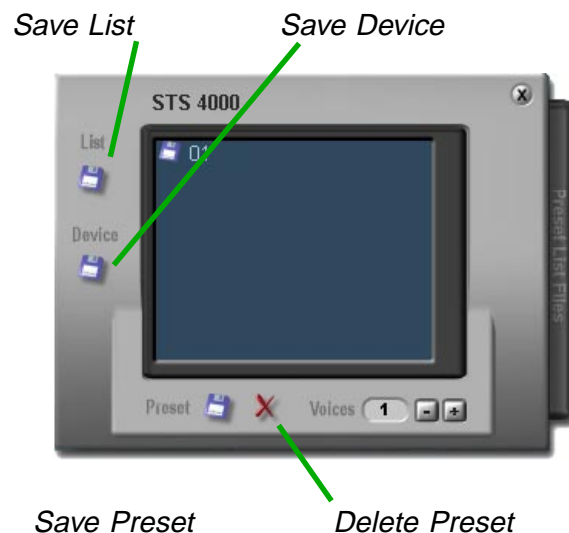 Save List
Save Device
STS 4000
X
List
01
Device
Preset List Files
Preset
Voices 1 - +
Save Preset
Delete Preset